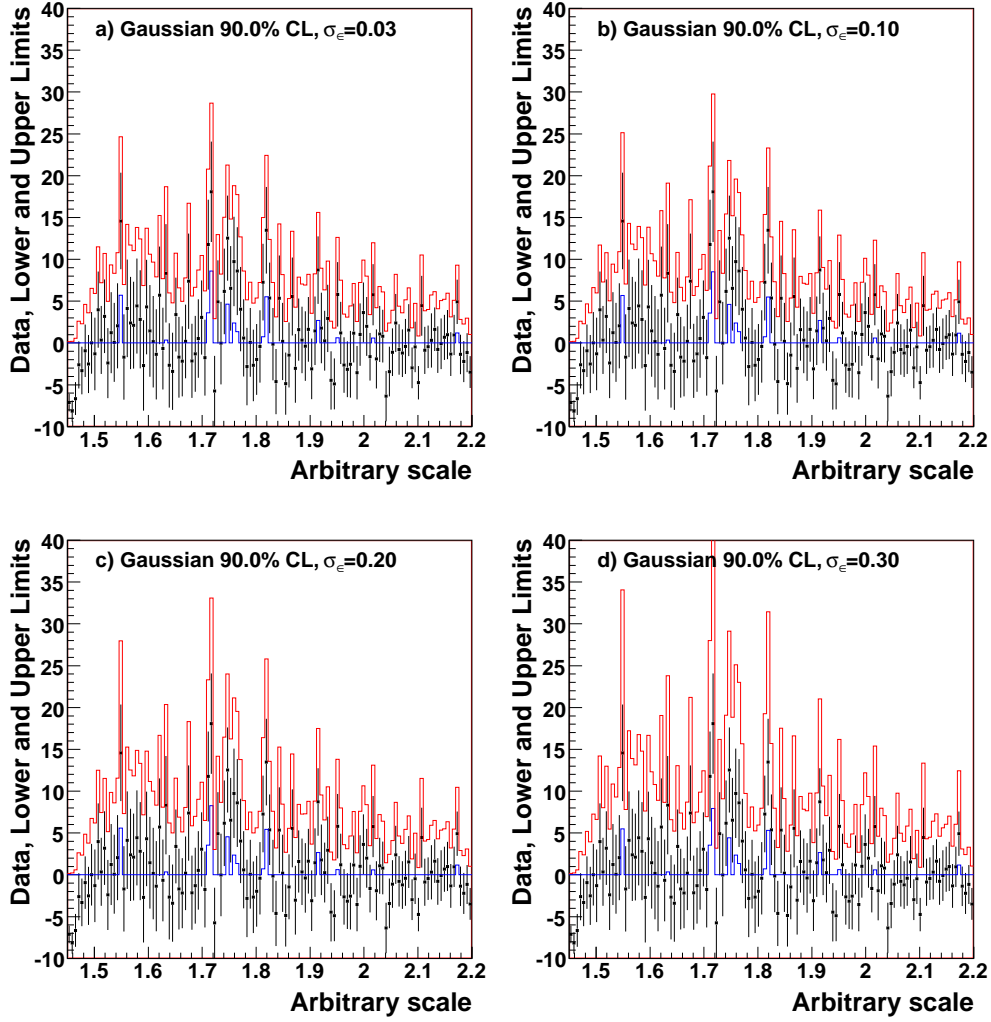 a) Gaussian 90.0% CL, σϵ=0.03
Data, Lower and Upper Limits
40
35
30
25
20
15
10
5
0
-5
-10
1.5 1.6 1.7 1.8 1.9 2 2.1 2.2
Arbitrary scale
b) Gaussian 90.0% CL, σϵ=0.10
Data, Lower and Upper Limits
40
35
30
25
20
15
10
5
0
-5
-10
1.5 1.6 1.7 1.8 1.9 2 2.1 2.2
Arbitrary scale
c) Gaussian 90.0% CL, σϵ=0.20
Data, Lower and Upper Limits
40
35
30
25
20
15
10
5
0
-5
-10
1.5 1.6 1.7 1.8 1.9 2 2.1 2.2
Arbitrary scale
d) Gaussian 90.0% CL, σϵ=0.30
Data, Lower and Upper Limits
40
35
30
25
20
15
10
5
0
-5
-10
1.5 1.6 1.7 1.8 1.9 2 2.1 2.2
Arbitrary scale